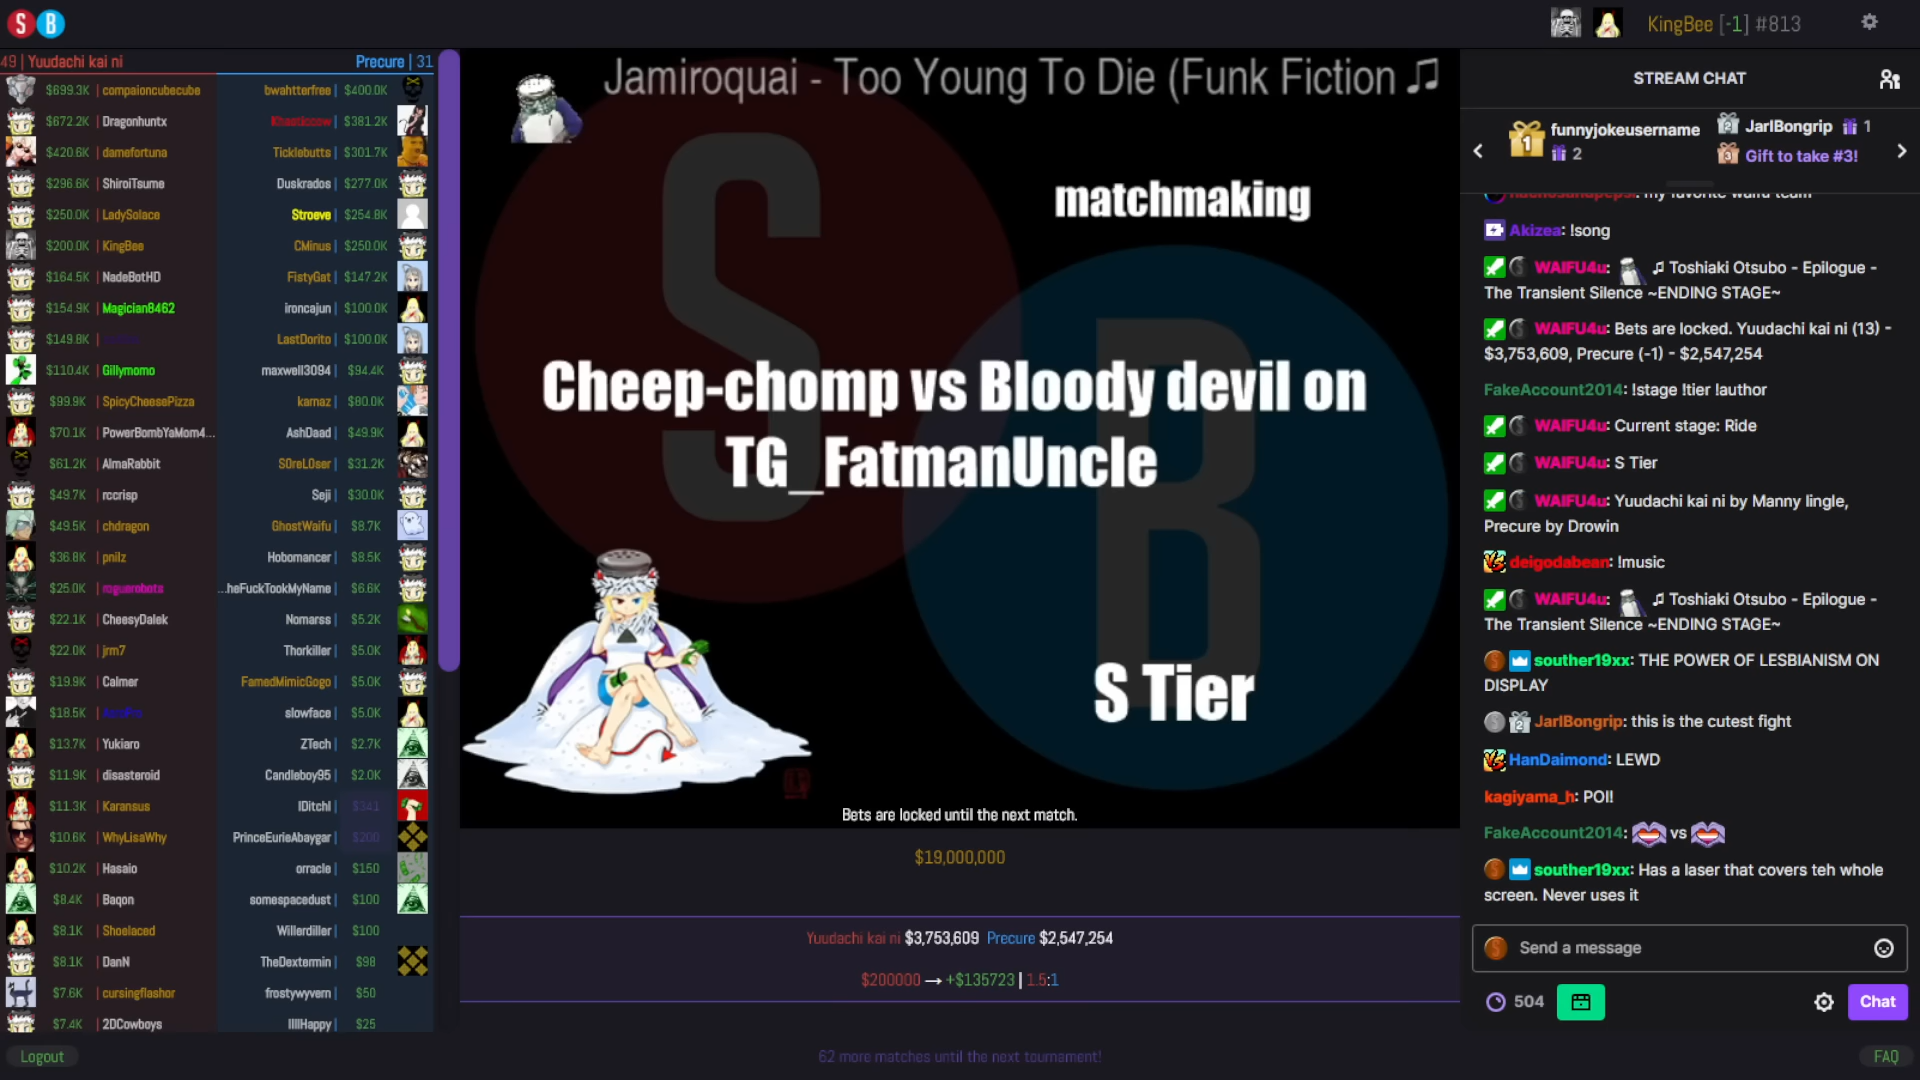 S B
KingBee [-1] #813
49 | Yuudachi kai ni
Precure | 31
$699.3K | compaioncubecube
$672.2K | Dragonhuntx
$420.6K | damefortuna
$296.6K | ShiroiTsume
$250.0K | LadySolace
$200.0K | KingBee
$164.5K | NadeBotHD
$154.9K | Magician8462
$149.8K |
$110.4K | Gillymomo
$99.9K | SpicyCheesePizza
$70.1K | PowerBombYaMom4...
$61.2K | AlmaRabbit
$49.7K | rccrisp
$49.5K | chdragon
$36.8K | pnilz
$25.0K | roguerobots
$22.1K | CheesyDalek
$22.0K | jrm7
$19.9K | Calmer
$18.5K |
$13.7K | Yukiaro
$11.9K | disasteroid
$11.3K | Karansus
$10.6K | WhyLisaWhy
$10.2K | Hasaio
$8.4K | Baqon
$8.1K | Shoelaced
$8.1K | DanN
$7.6K | cursingflashor
$7.4K | 2DCowboys
bwahtterfree | $400.0K
Khasticcow | $381.2K
Ticklebutts | $301.7K
Duskrados | $277.0K
Stroeve | $254.8K
CMinus | $250.0K
FistyGat | $147.2K
ironcajun | $100.0K
LastDorito | $100.0K
maxwell3094 | $94.4K
karnaz | $80.0K
AshDaad | $49.9K
S0reL0ser | $31.2K
Seji | $30.0K
GhostWaifu | $8.7K
Hobomancer | $8.5K
...heFuckTookMyName | $6.6K
Nomarss | $5.2K
Thorkiller | $5.0K
FamedMimicGogo | $5.0K
slowface | $5.0K
ZTech | $2.7K
Candleboy95 | $2.0K
IDitchI | $341
PrinceEurieAbaygar | $200
orracle | $150
somespacedust | $100
Willerdiller | $100
TheDextermin | $98
frostywyvern | $50
IIIIHappy | $25
Jamiroquai - Too Young To Die (Funk Fiction ♫
matchmaking
Cheep-chomp vs Bloody devil on
TG_FatmanUncle
S Tier
Bets are locked until the next match.
$19,000,000
Yuudachi kai ni $3,753,609 Precure $2,547,254
$200000 → +$135723 | 1.5:1
62 more matches until the next tournament!
Logout
FAQ
STREAM CHAT
1 funnyjokeusername
2
2 JarlBongrip 1
3 Gift to take #3!
my favorite waifu team
Akizea: !song
WAIFU4u: ♫ Toshiaki Otsubo - Epilogue -
The Transient Silence ~ENDING STAGE~
WAIFU4u: Bets are locked. Yuudachi kai ni (13) -
$3,753,609, Precure (-1) - $2,547,254
FakeAccount2014: !stage !tier !author
WAIFU4u: Current stage: Ride
WAIFU4u: S Tier
WAIFU4u: Yuudachi kai ni by Manny lingle,
Precure by Drowin
deigodabean: !music
WAIFU4u: ♫ Toshiaki Otsubo - Epilogue -
The Transient Silence ~ENDING STAGE~
souther19xx: THE POWER OF LESBIANISM ON
DISPLAY
JarlBongrip: this is the cutest fight
HanDaimond: LEWD
kagiyama_h: POI!
FakeAccount2014: vs
souther19xx: Has a laser that covers teh whole
screen. Never uses it
Send a message
504
Chat